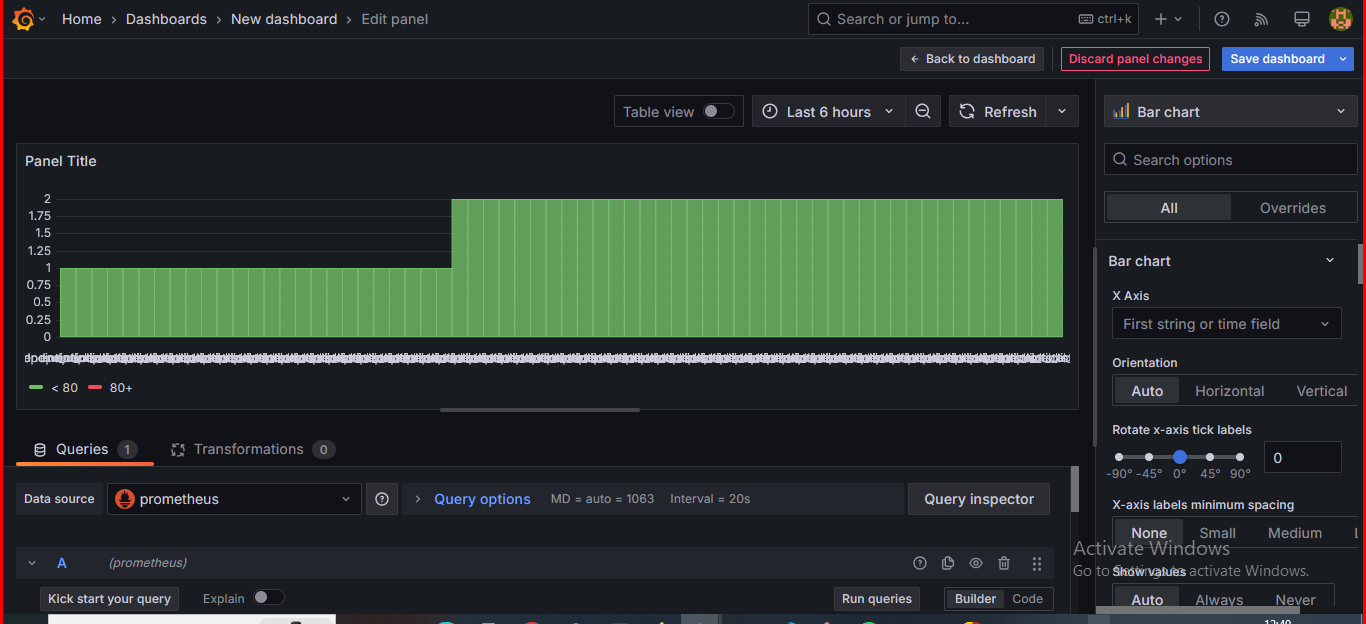 Home › Dashboards › New dashboard › Edit panel
Search or jump to...
ctrl+k
← Back to dashboard
Discard panel changes
Save dashboard
Table view
Last 6 hours
Refresh
Bar chart
Panel Title
Search options
2
1.75
1.5
1.25
1
0.75
0.5
0.25
0
< 80
80+
All
Overrides
Bar chart
X Axis
First string or time field
Orientation
Auto
Horizontal
Vertical
Rotate x-axis tick labels
-90° -45° 0° 45° 90°
0
X-axis labels minimum spacing
None
Small
Medium
Show values
Auto
Always
Never
Queries 1
Transformations 0
Data source
prometheus
Query options
MD = auto = 1063
Interval = 20s
Query inspector
A
(prometheus)
Kick start your query
Explain
Run queries
Builder
Code
Activate Windows
Go to Settings to activate Windows.
12:40